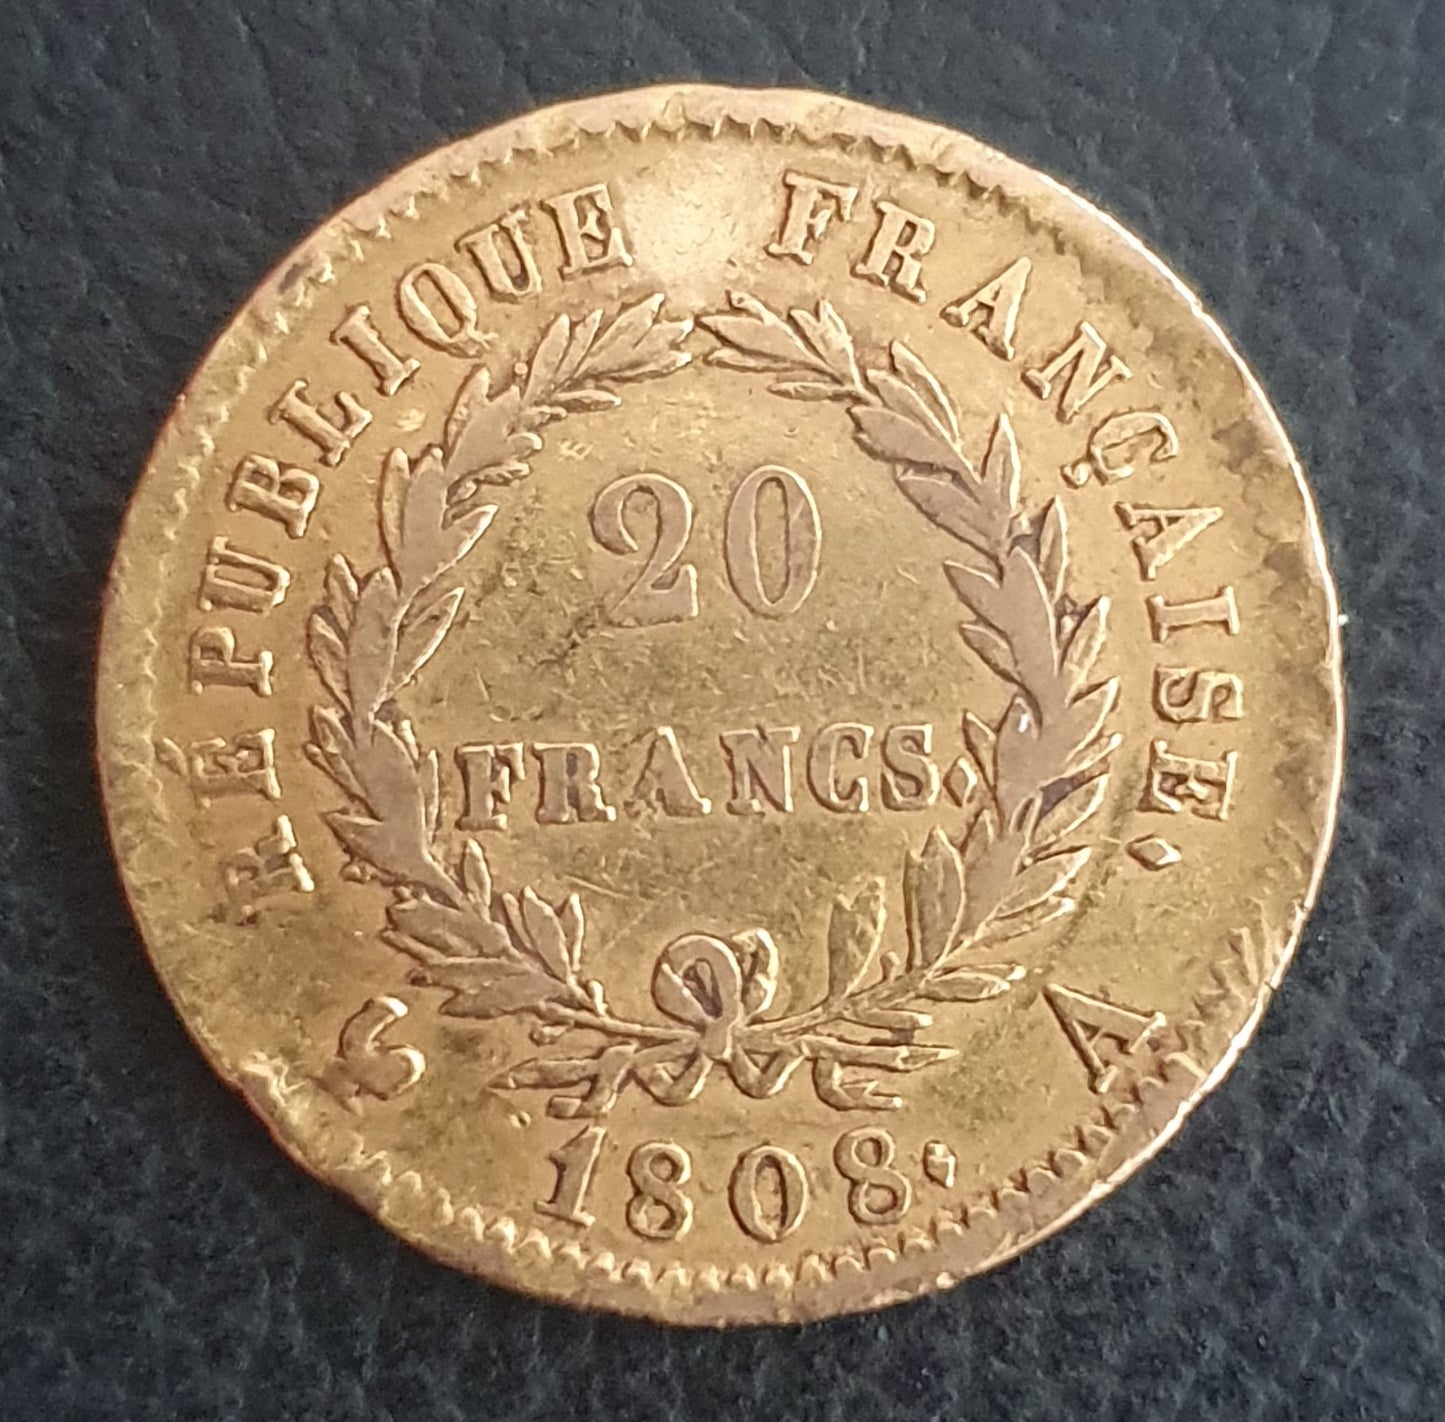 RÉPUBLIQUE FRANÇAISE.
20
FRANCS.
A
1808.